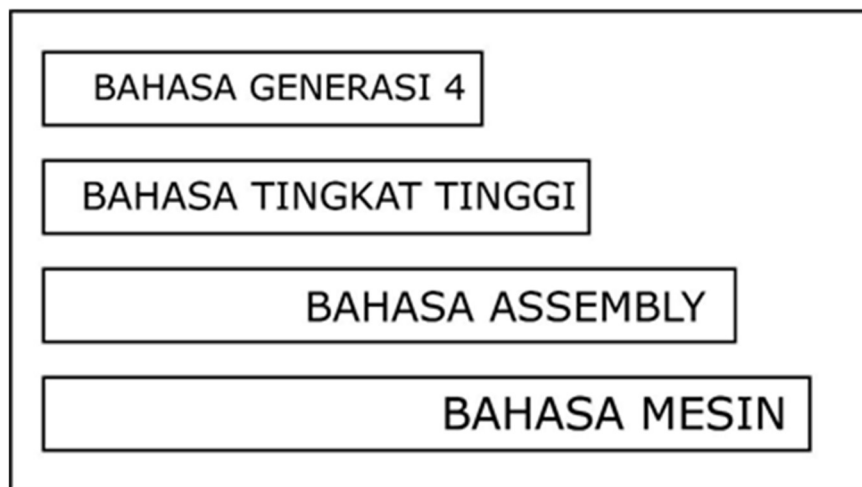 BAHASA GENERASI 4
BAHASA TINGKAT TINGGI
BAHASA ASSEMBLY
BAHASA MESIN